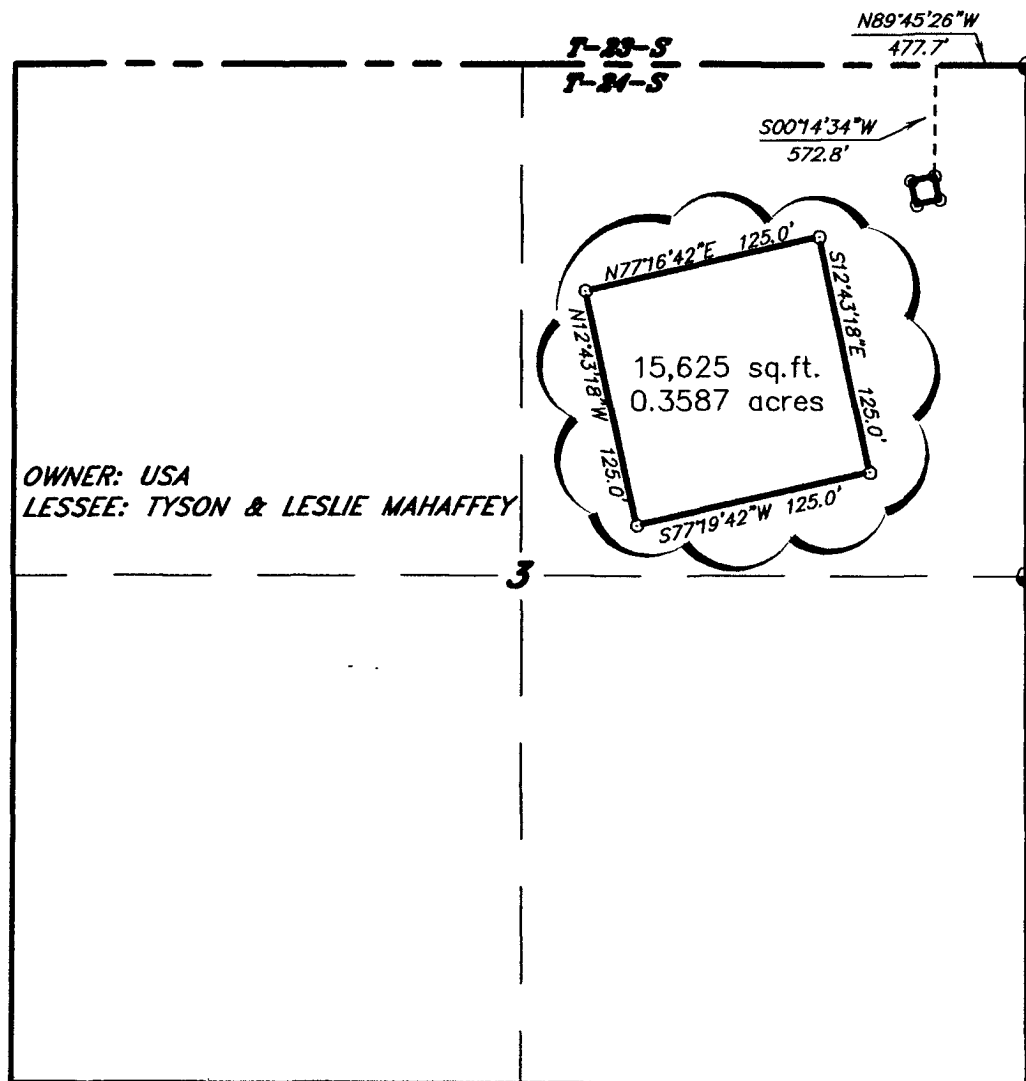 N89°45'26"W
477.7'
T-23-S
T-24-S
S00°14'34"W
572.8'
N77°16'42"E 125.0'
S12°43'18"E 125.0'
N12°43'18"W 125.0'
15,625 sq.ft.
0.3587 acres
S77°19'42"W 125.0'
OWNER: USA
LESSEE: TYSON & LESLIE MAHAFFEY
3